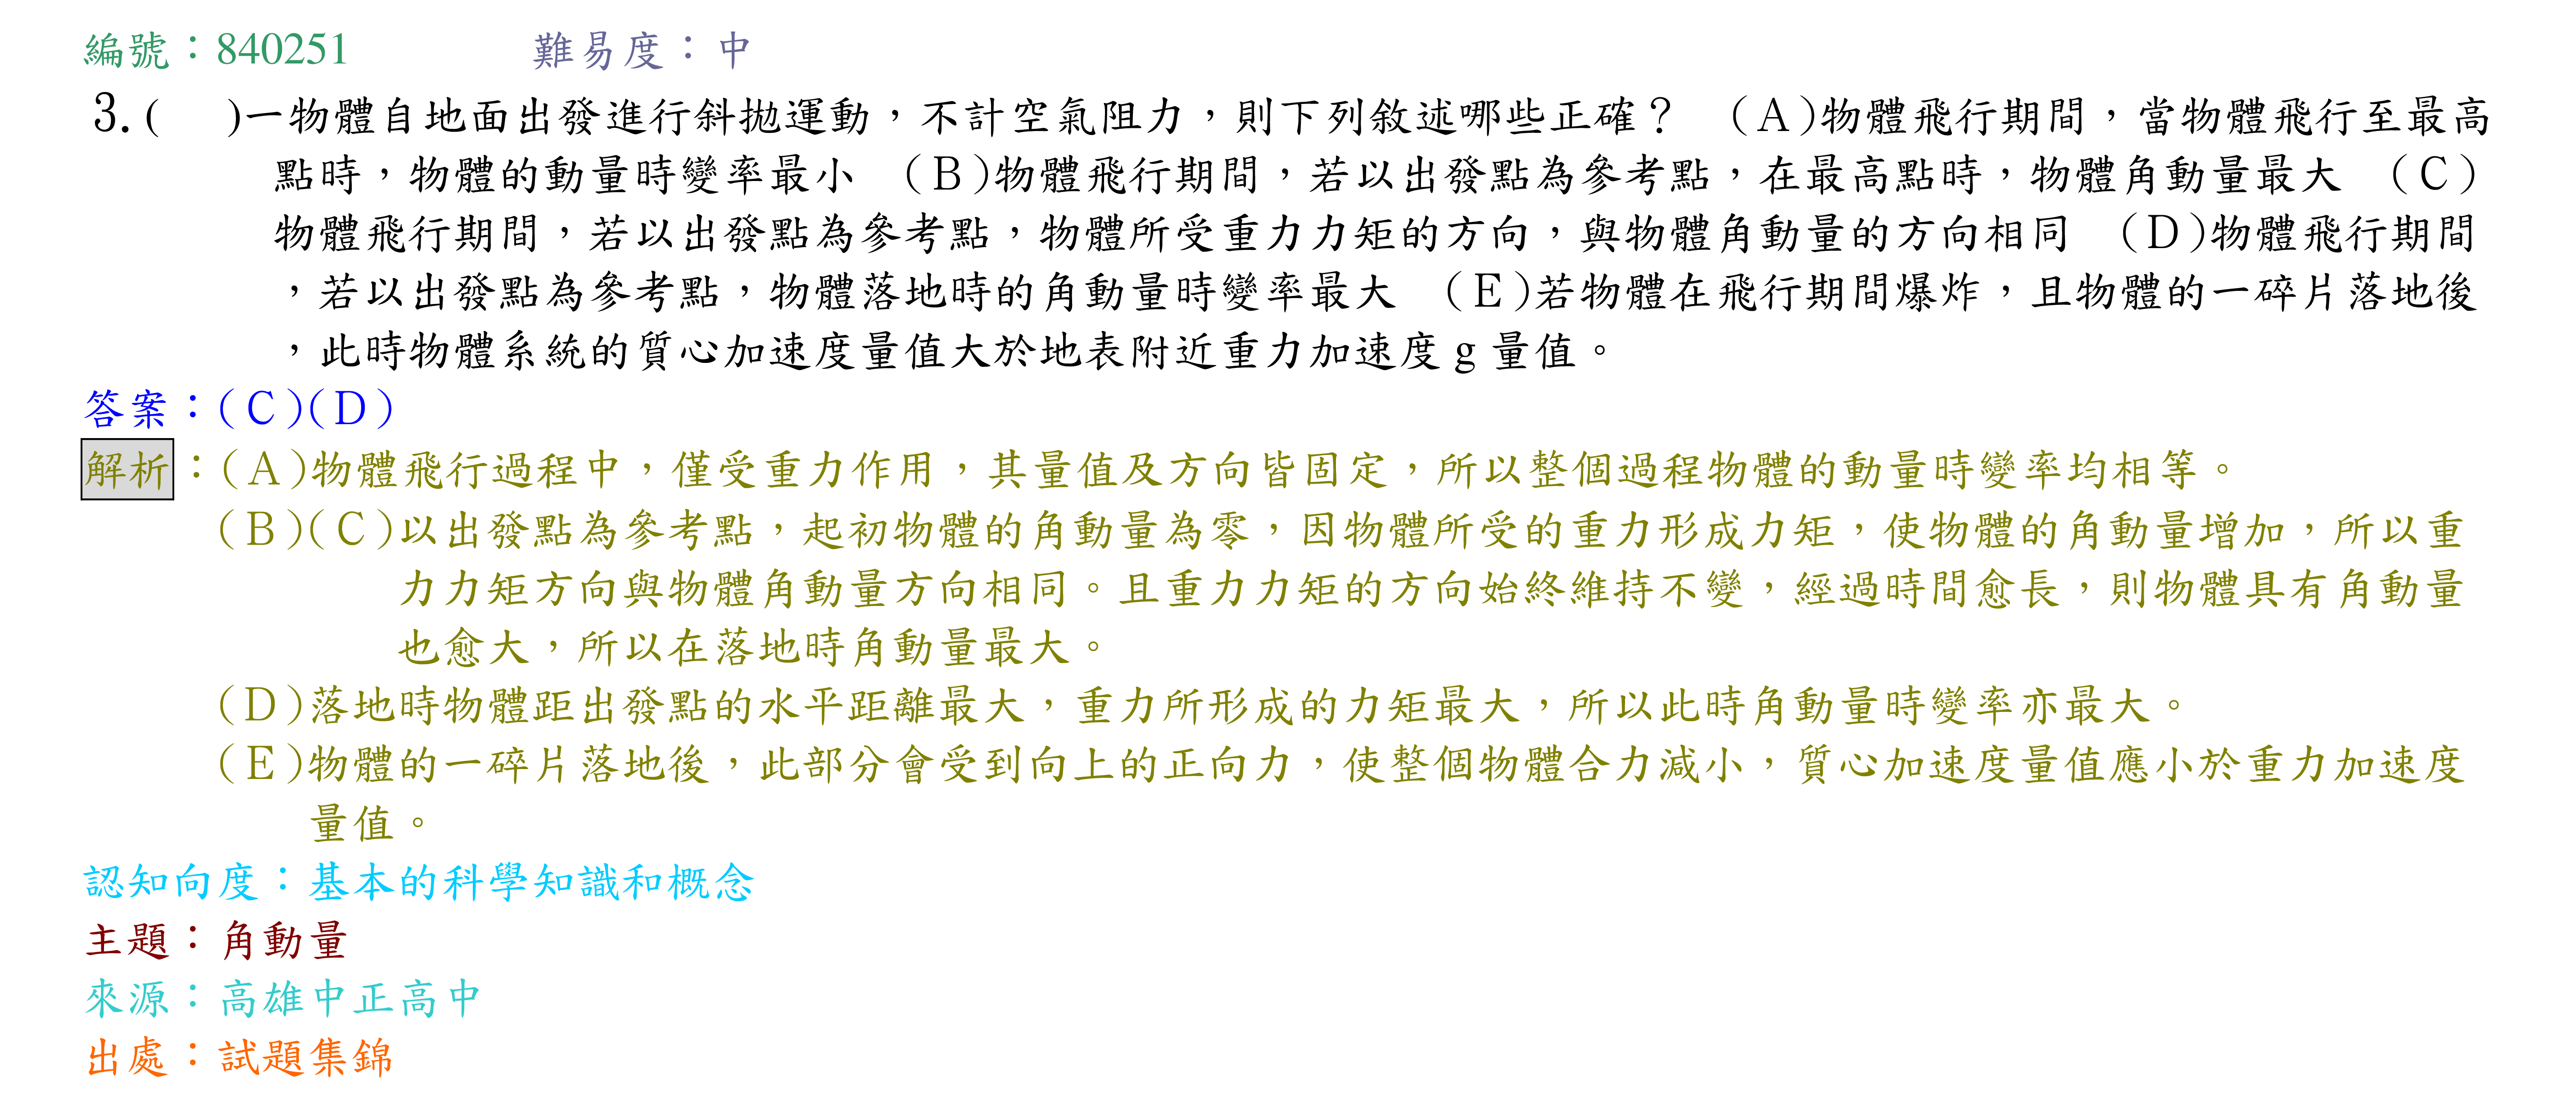 編號：840251　　難易度：中
3.(　)一物體自地面出發進行斜拋運動，不計空氣阻力，則下列敘述哪些正確？　(A)物體飛行期間，當物體飛行至最高
點時，物體的動量時變率最小　(B)物體飛行期間，若以出發點為參考點，在最高點時，物體角動量最大　(C)
物體飛行期間，若以出發點為參考點，物體所受重力力矩的方向，與物體角動量的方向相同　(D)物體飛行期間
，若以出發點為參考點，物體落地時的角動量時變率最大　(E)若物體在飛行期間爆炸，且物體的一碎片落地後
，此時物體系統的質心加速度量值大於地表附近重力加速度 g 量值。
答案：(C)(D)
解析：(A)物體飛行過程中，僅受重力作用，其量值及方向皆固定，所以整個過程物體的動量時變率均相等。
(B)(C)以出發點為參考點，起初物體的角動量為零，因物體所受的重力形成力矩，使物體的角動量增加，所以重
力力矩方向與物體角動量方向相同。且重力力矩的方向始終維持不變，經過時間愈長，則物體具有角動量
也愈大，所以在落地時角動量最大。
(D)落地時物體距出發點的水平距離最大，重力所形成的力矩最大，所以此時角動量時變率亦最大。
(E)物體的一碎片落地後，此部分會受到向上的正向力，使整個物體合力減小，質心加速度量值應小於重力加速度
量值。
認知向度：基本的科學知識和概念
主題：角動量
來源：高雄中正高中
出處：試題集錦